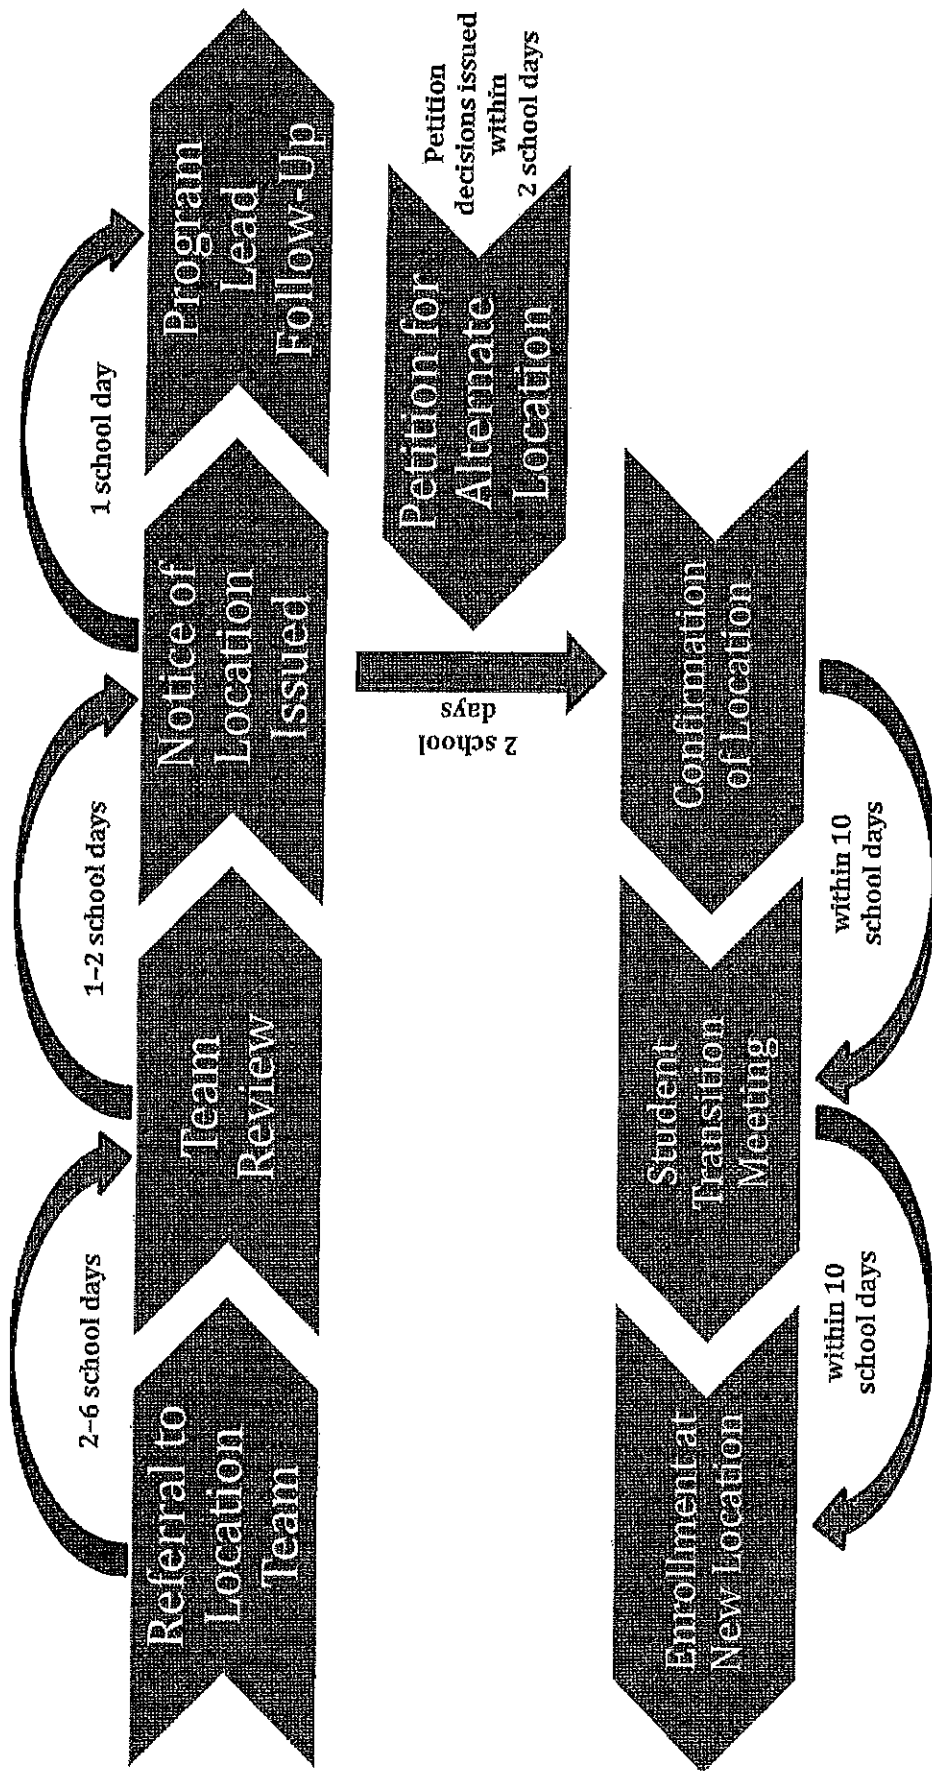 2–6 school days
1–2 school days
1 school day
Referral to
Location
Team
Team
Review
Notice of
Location
Issued
Program
Lead
Follow-Up
2 school
days
Petition for
Alternate
Location
Petition
decisions issued
within
2 school days
Enrollment at
New Location
Student
Transition
Meeting
Confirmation
of Location
within 10
school days
within 10
school days